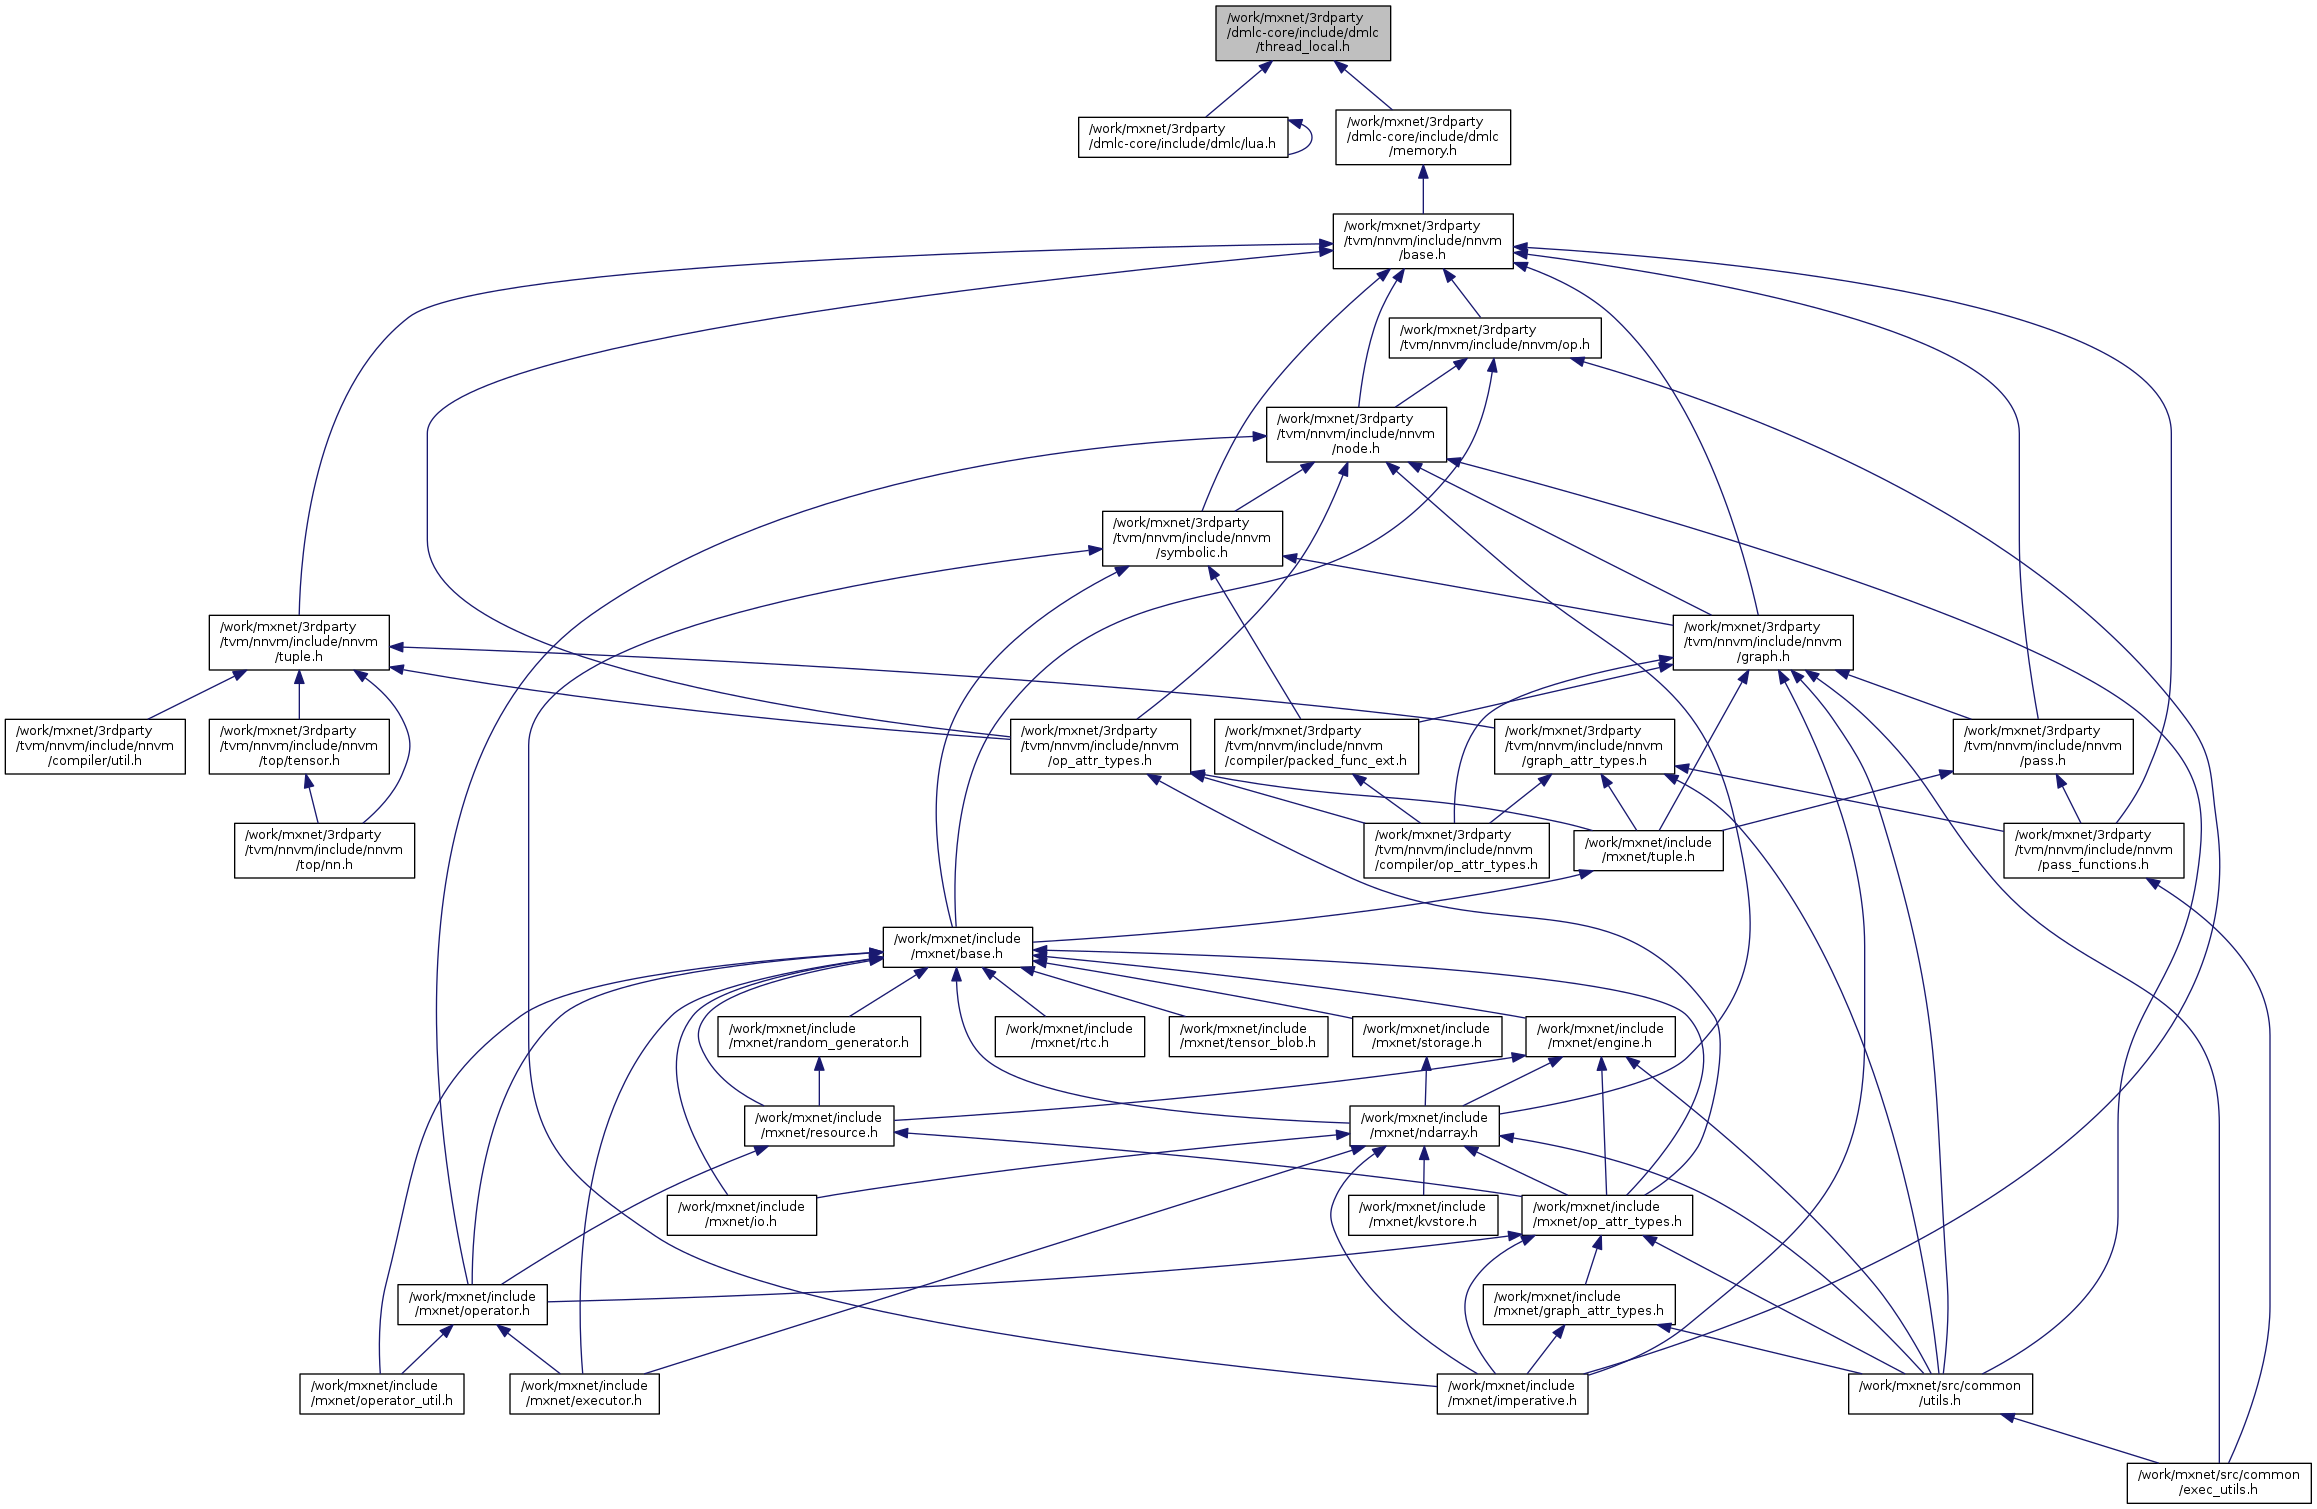 /work/mxnet/3rdparty
/dmlc-core/include/dmlc
/thread_local.h
/work/mxnet/3rdparty
/dmlc-core/include/dmlc/lua.h
/work/mxnet/3rdparty
/dmlc-core/include/dmlc
/memory.h
/work/mxnet/3rdparty
/tvm/nnvm/include/nnvm
/base.h
/work/mxnet/3rdparty
/tvm/nnvm/include/nnvm/op.h
/work/mxnet/3rdparty
/tvm/nnvm/include/nnvm
/node.h
/work/mxnet/3rdparty
/tvm/nnvm/include/nnvm
/symbolic.h
/work/mxnet/3rdparty
/tvm/nnvm/include/nnvm
/tuple.h
/work/mxnet/3rdparty
/tvm/nnvm/include/nnvm
/graph.h
/work/mxnet/3rdparty
/tvm/nnvm/include/nnvm
/compiler/util.h
/work/mxnet/3rdparty
/tvm/nnvm/include/nnvm
/top/tensor.h
/work/mxnet/3rdparty
/tvm/nnvm/include/nnvm
/op_attr_types.h
/work/mxnet/3rdparty
/tvm/nnvm/include/nnvm
/compiler/packed_func_ext.h
/work/mxnet/3rdparty
/tvm/nnvm/include/nnvm
/graph_attr_types.h
/work/mxnet/3rdparty
/tvm/nnvm/include/nnvm
/pass.h
/work/mxnet/3rdparty
/tvm/nnvm/include/nnvm
/top/nn.h
/work/mxnet/3rdparty
/tvm/nnvm/include/nnvm
/compiler/op_attr_types.h
/work/mxnet/include
/mxnet/tuple.h
/work/mxnet/3rdparty
/tvm/nnvm/include/nnvm
/pass_functions.h
/work/mxnet/include
/mxnet/base.h
/work/mxnet/include
/mxnet/random_generator.h
/work/mxnet/include
/mxnet/rtc.h
/work/mxnet/include
/mxnet/tensor_blob.h
/work/mxnet/include
/mxnet/storage.h
/work/mxnet/include
/mxnet/engine.h
/work/mxnet/include
/mxnet/resource.h
/work/mxnet/include
/mxnet/ndarray.h
/work/mxnet/include
/mxnet/io.h
/work/mxnet/include
/mxnet/kvstore.h
/work/mxnet/include
/mxnet/op_attr_types.h
/work/mxnet/include
/mxnet/operator.h
/work/mxnet/include
/mxnet/graph_attr_types.h
/work/mxnet/include
/mxnet/operator_util.h
/work/mxnet/include
/mxnet/executor.h
/work/mxnet/include
/mxnet/imperative.h
/work/mxnet/src/common
/utils.h
/work/mxnet/src/common
/exec_utils.h